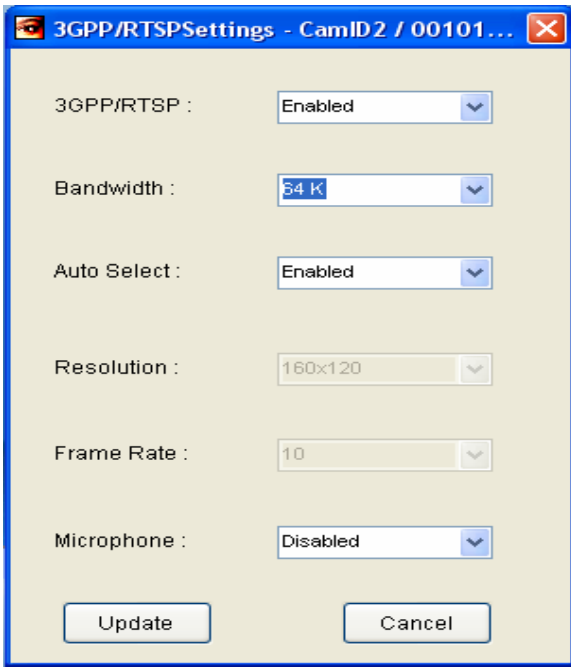 3GPP/RTSPSettings - CamID2 / 00101...
3GPP/RTSP : Enabled
Bandwidth : 64 K
Auto Select : Enabled
Resolution : 160x120
Frame Rate : 10
Microphone : Disabled
Update Cancel